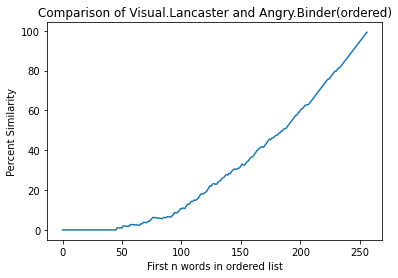 Comparison of Visual.Lancaster and Angry.Binder(ordered)
100
80
60
40
20
0
Percent Similarity
0 50 100 150 200 250
First n words in ordered list